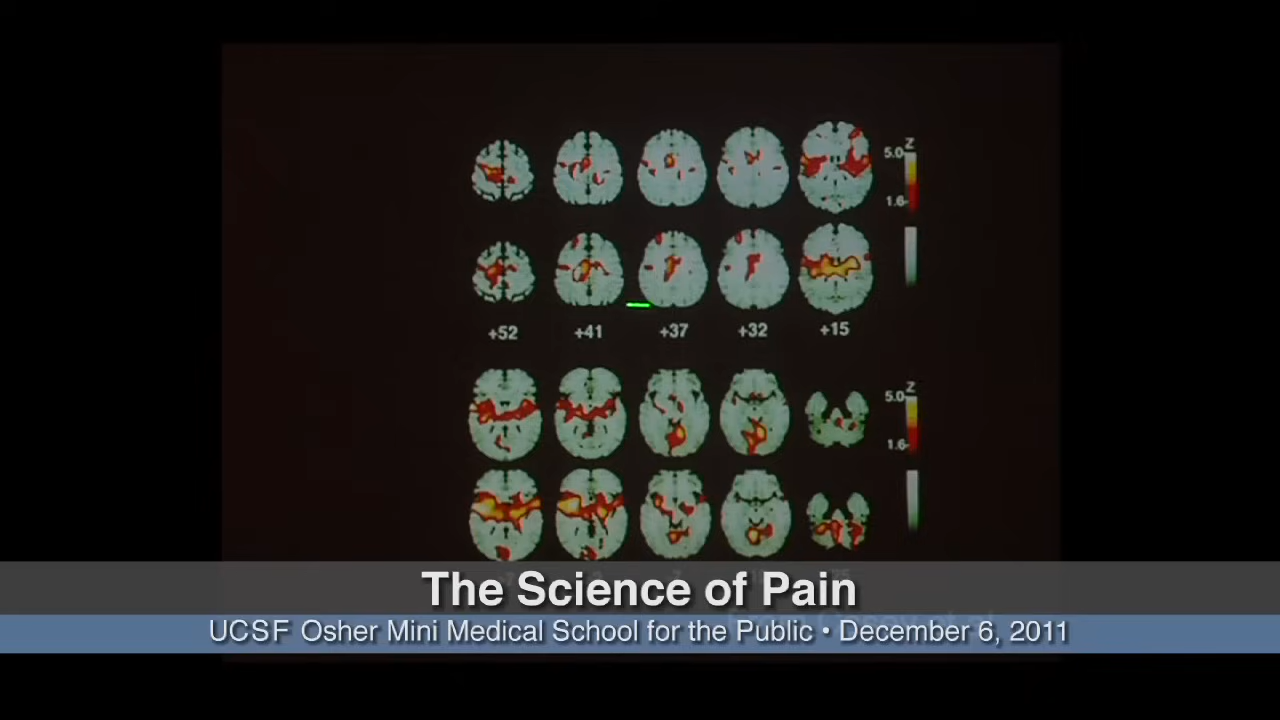 Z
5.0
1.6
+52 +41 +37 +32 +15
Z
5.0
1.6
The Science of Pain
UCSF Osher Mini Medical School for the Public • December 6, 2011